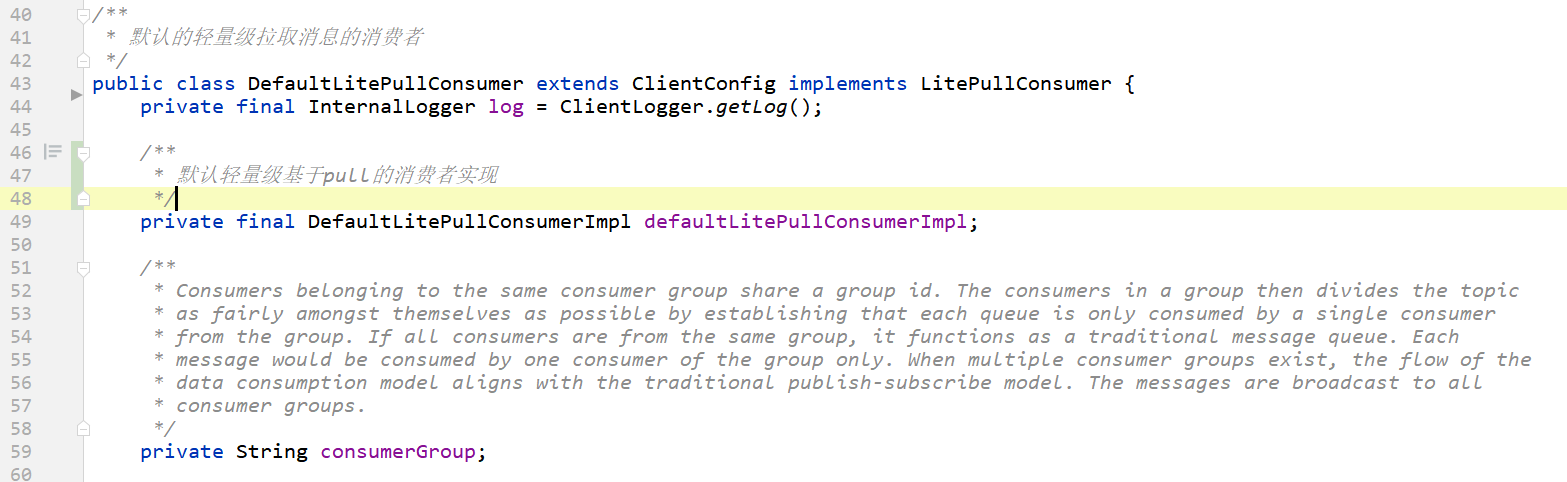 40 /**
41 * 默认的轻量级拉取消息的消费者
42 */
43 public class DefaultLitePullConsumer extends ClientConfig implements LitePullConsumer {
44 private final InternalLogger log = ClientLogger.getLog();
45
46 /**
47 * 默认轻量级基于pull的消费者实现
48 */
49 private final DefaultLitePullConsumerImpl defaultLitePullConsumerImpl;
50
51 /**
52 * Consumers belonging to the same consumer group share a group id. The consumers in a group then divides the topic
53 * as fairly amongst themselves as possible by establishing that each queue is only consumed by a single consumer
54 * from the group. If all consumers are from the same group, it functions as a traditional message queue. Each
55 * message would be consumed by one consumer of the group only. When multiple consumer groups exist, the flow of the
56 * data consumption model aligns with the traditional publish-subscribe model. The messages are broadcast to all
57 * consumer groups.
58 */
59 private String consumerGroup;
60